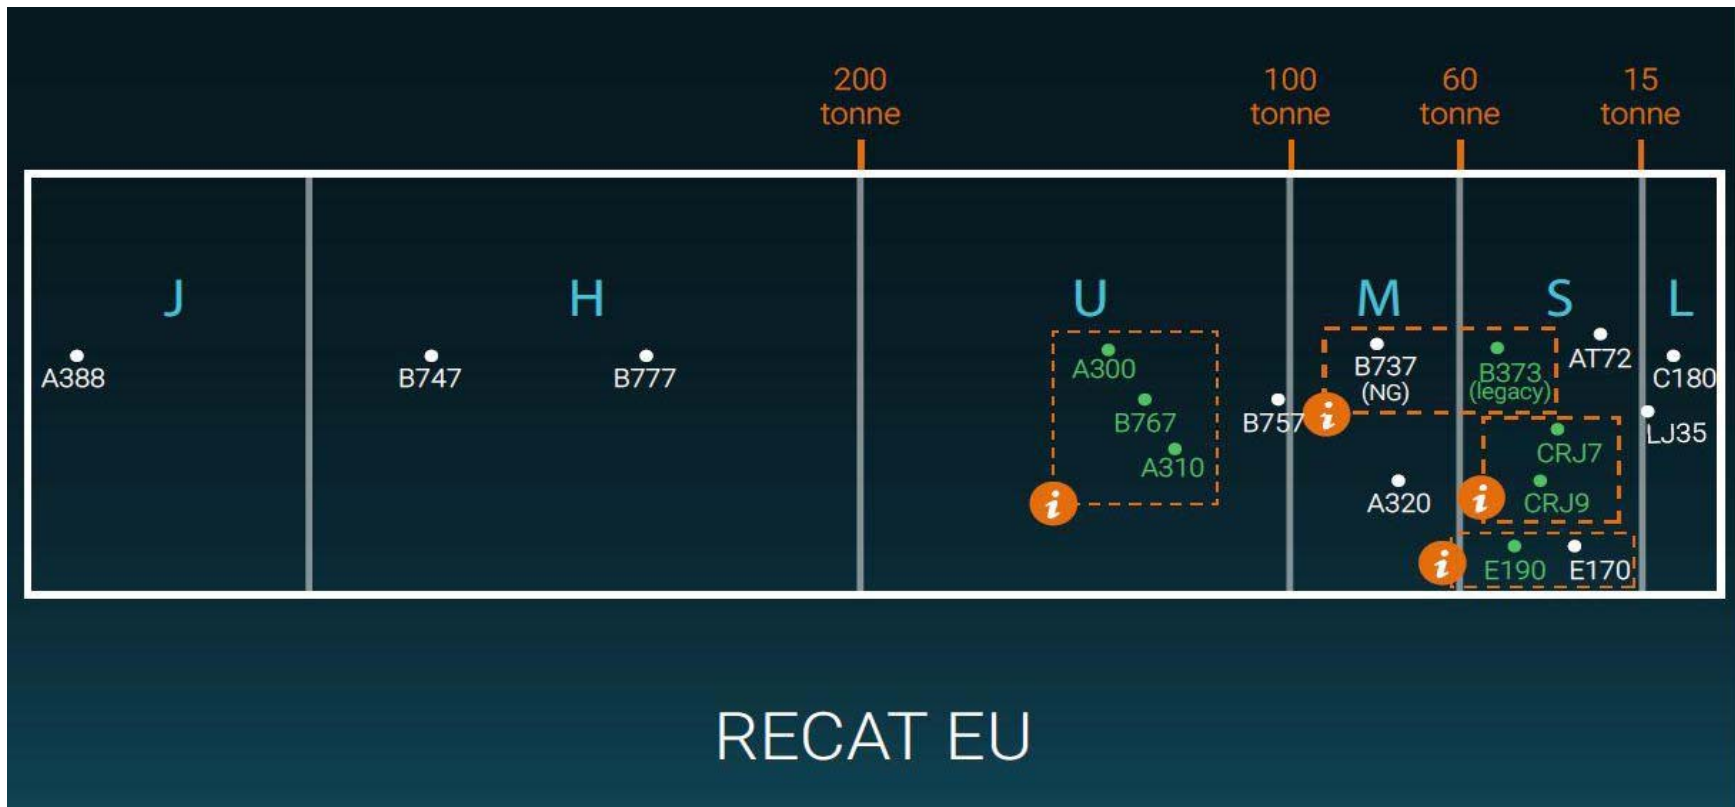 200
tonne
100
tonne
60
tonne
15
tonne
J
H
U
M
S
L
A388
B747
B777
A300
B767
A310
B757
B737
(NG)
A320
B373
(legacy)
AT72
CRJ7
CRJ9
E190
E170
C180
LJ35
i
i
i
i
RECAT EU